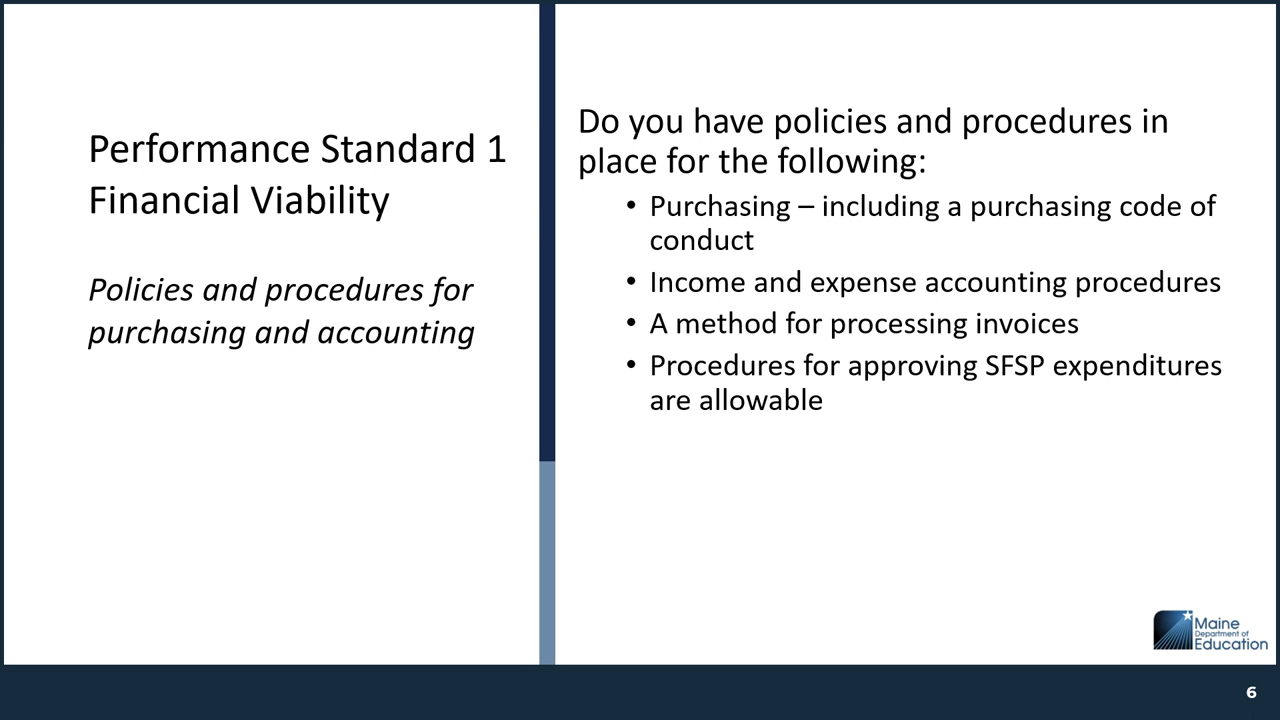 Performance Standard 1
Financial Viability
Policies and procedures for
purchasing and accounting
Do you have policies and procedures in
place for the following:
• Purchasing – including a purchasing code of
conduct
• Income and expense accounting procedures
• A method for processing invoices
• Procedures for approving SFSP expenditures
are allowable
Maine
Department of
Education
6